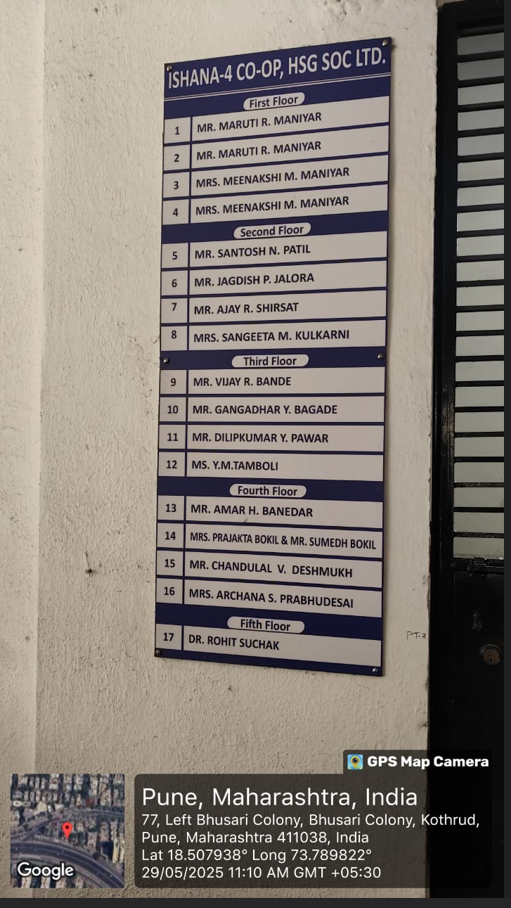 ISHANA-4 CO-OP, HSG SOC LTD.
First Floor
1 MR. MARUTI R. MANIYAR
2 MR. MARUTI R. MANIYAR
3 MRS. MEENAKSHI M. MANIYAR
4 MRS. MEENAKSHI M. MANIYAR
Second Floor
5 MR. SANTOSH N. PATIL
6 MR. JAGDISH P. JALORA
7 MR. AJAY R. SHIRSAT
8 MRS. SANGEETA M. KULKARNI
Third Floor
9 MR. VIJAY R. BANDE
10 MR. GANGADHAR Y. BAGADE
11 MR. DILIPKUMAR Y. PAWAR
12 MS. Y.M.TAMBOLI
Fourth Floor
13 MR. AMAR H. BANEDAR
14 MRS. PRAJAKTA BOKIL & MR. SUMEDH BOKIL
15 MR. CHANDULAL V. DESHMUKH
16 MRS. ARCHANA S. PRABHUDESAI
Fifth Floor
17 DR. ROHIT SUCHAK
GPS Map Camera
Pune, Maharashtra, India
77, Left Bhusari Colony, Bhusari Colony, Kothrud,
Pune, Maharashtra 411038, India
Lat 18.507938° Long 73.789822°
29/05/2025 11:10 AM GMT +05:30
Google